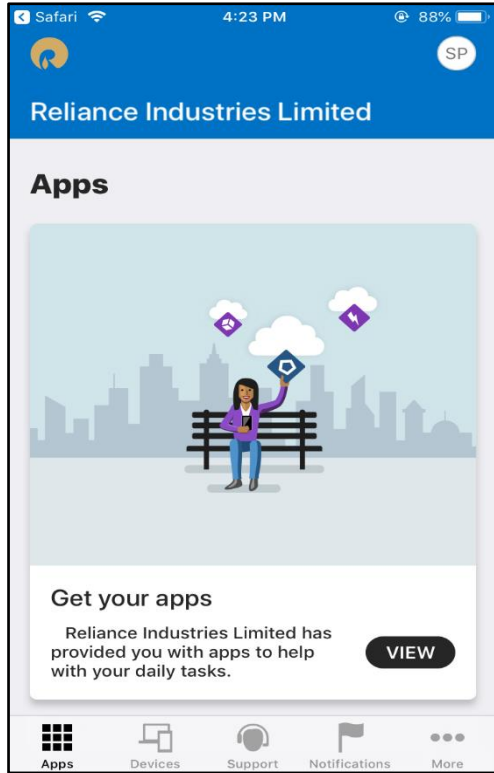 Safari 4:23 PM 88%
SP
Reliance Industries Limited
Apps
Get your apps
Reliance Industries Limited has
provided you with apps to help
with your daily tasks.
VIEW
Apps Devices Support Notifications More